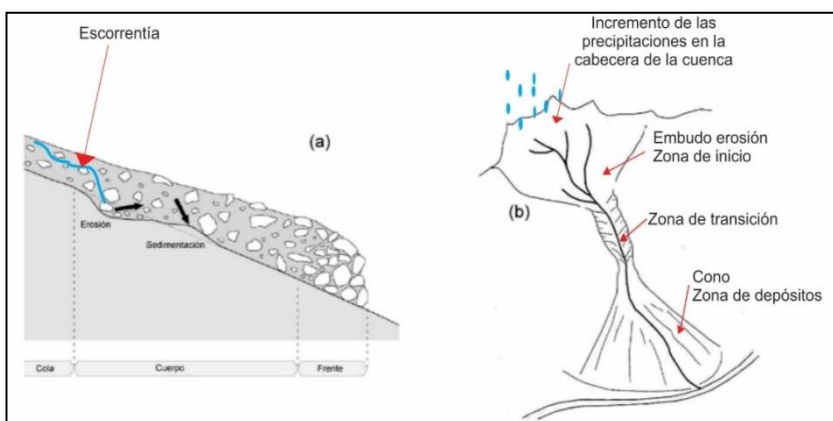 Escorrentía
(a)
Erosión
Sedimentación
Cola
Cuerpo
Frente
Incremento de las
precipitaciones en la
cabecera de la cuenca
Embudo erosión
Zona de inicio
(b)
Zona de transición
Cono
Zona de depósitos